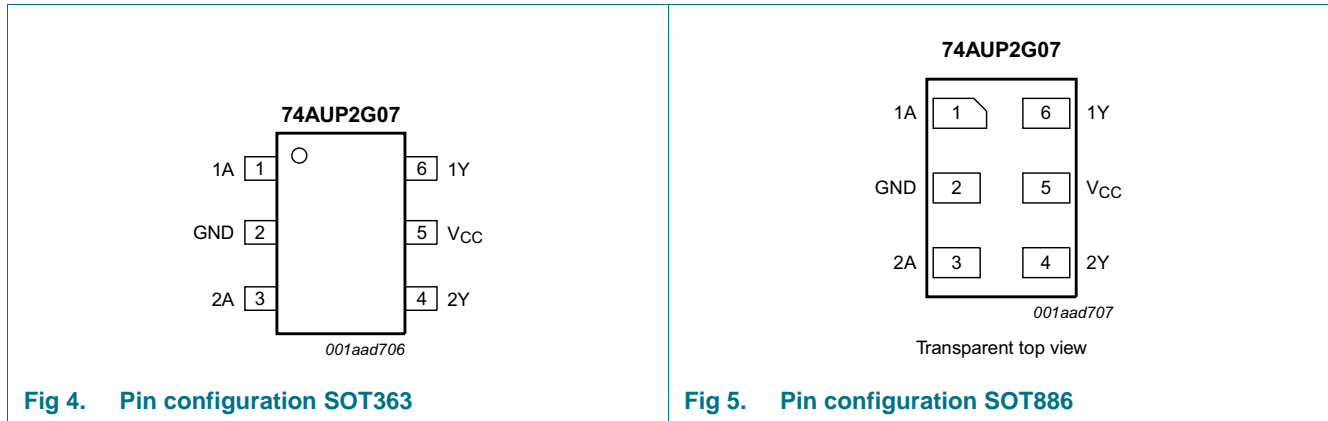 74AUP2G07
1A 1 6 1Y
GND 2 5 VCC
2A 3 4 2Y
001aad706
Fig 4. Pin configuration SOT363
74AUP2G07
1A 1 6 1Y
GND 2 5 VCC
2A 3 4 2Y
001aad707
Transparent top view
Fig 5. Pin configuration SOT886